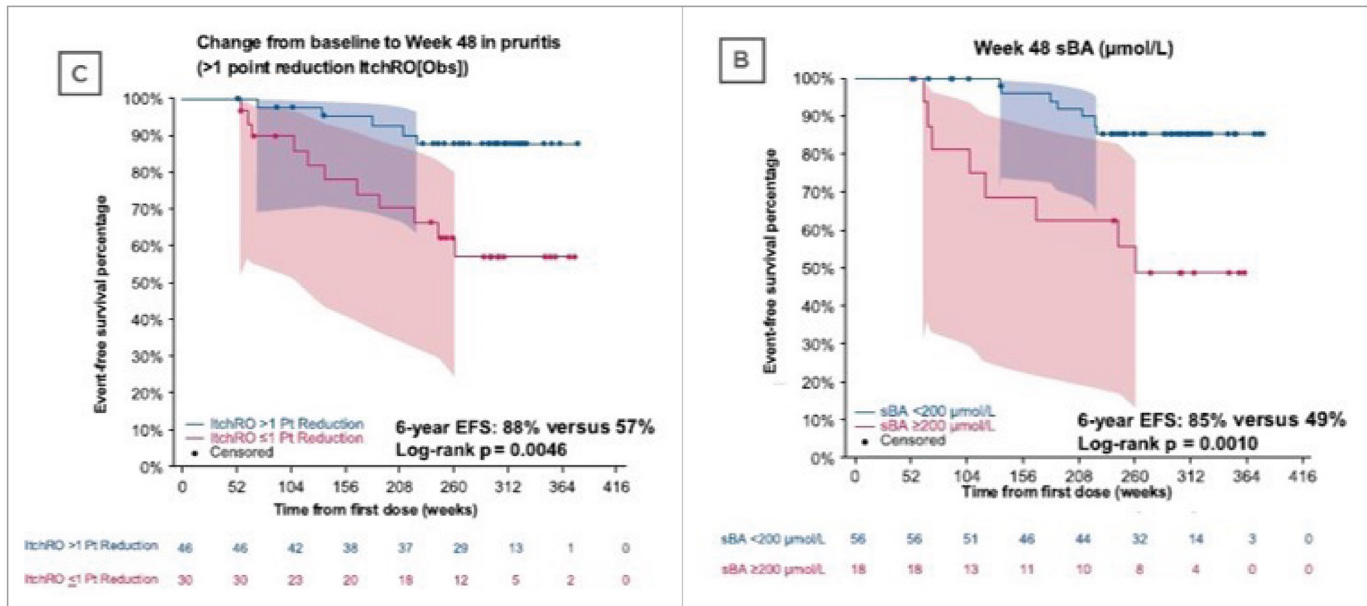 C
Change from baseline to Week 48 in pruritis
(>1 point reduction ItchRO[Obs])
Event-free survival percentage
100%
90%
80%
70%
60%
50%
40%
30%
20%
10%
0%
ItchRO >1 Pt Reduction
ItchRO ≤1 Pt Reduction
Censored
6-year EFS: 88% versus 57%
Log-rank p = 0.0046
0 52 104 156 208 260 312 364 416
Time from first dose (weeks)
ItchRO >1 Pt Reduction 46 46 42 38 37 29 13 1 0
ItchRO ≤1 Pt Reduction 30 30 23 20 18 12 5 2 0
B
Week 48 sBA (µmol/L)
Event-free survival percentage
100%
90%
80%
70%
60%
50%
40%
30%
20%
10%
0%
sBA <200 µmol/L
sBA ≥200 µmol/L
Censored
6-year EFS: 85% versus 49%
Log-rank p = 0.0010
0 52 104 156 208 260 312 364 416
Time from first dose (weeks)
sBA <200 µmol/L 56 56 51 46 44 32 14 3 0
sBA ≥200 µmol/L 18 18 13 11 10 8 4 0 0